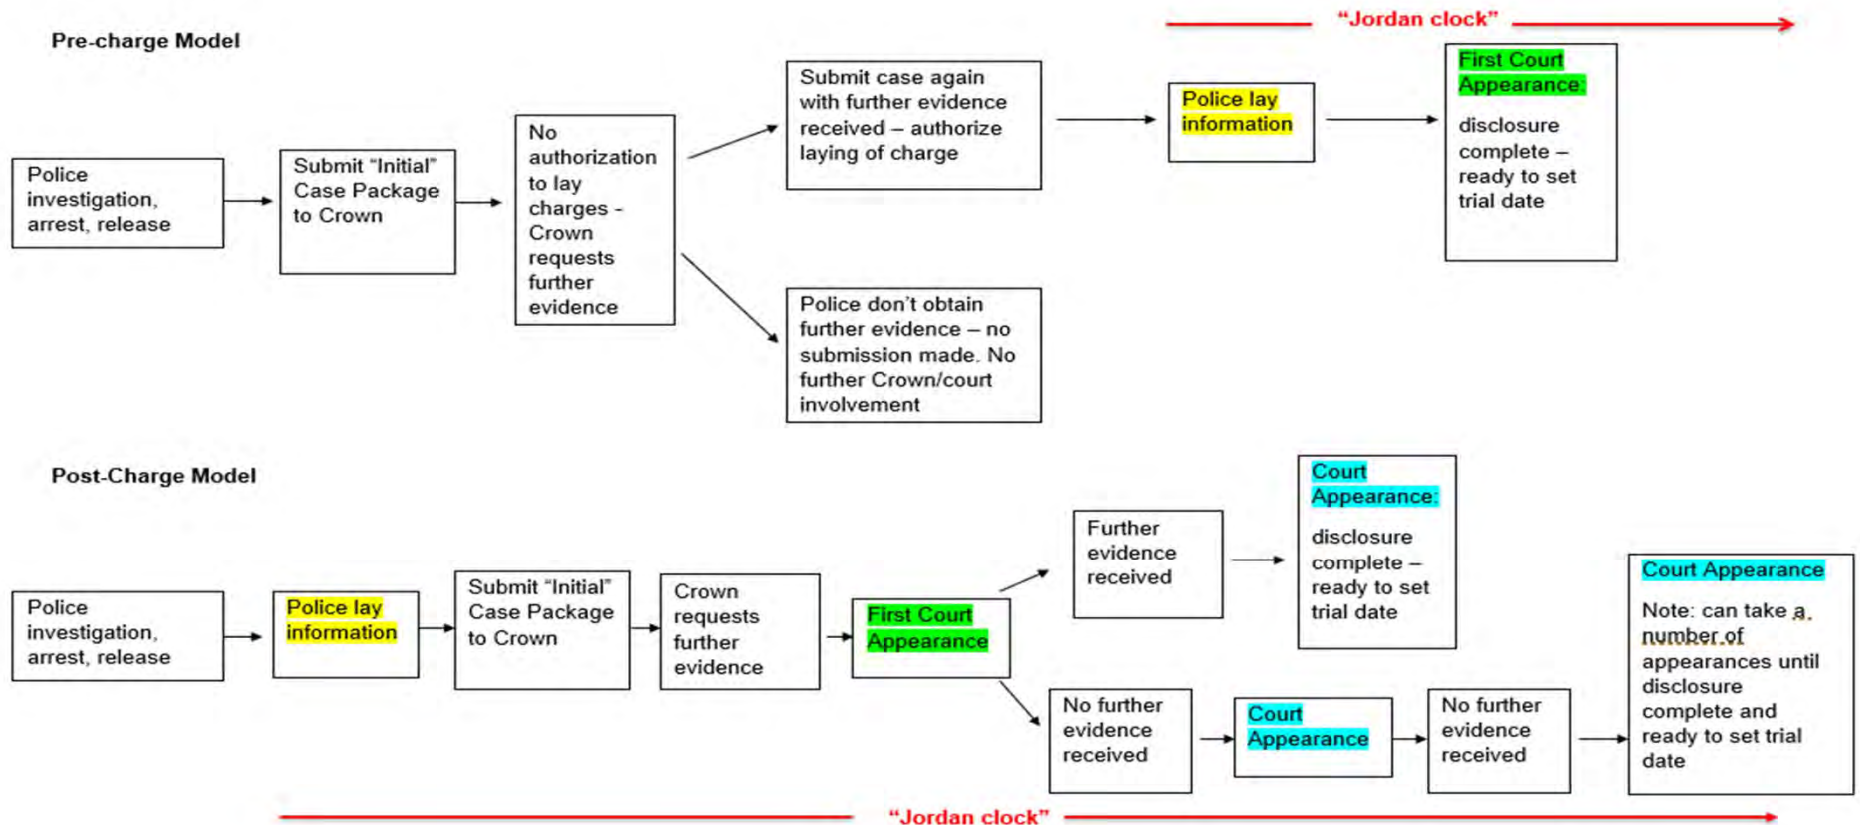 “Jordan clock”
Pre-charge Model
Police
investigation,
arrest, release
Submit “Initial”
Case Package
to Crown
No
authorization
to lay
charges -
Crown
requests
further
evidence
Submit case again
with further evidence
received – authorize
laying of charge
Police lay
information
First Court
Appearance:
disclosure
complete –
ready to set
trial date
Police don’t obtain
further evidence – no
submission made. No
further Crown/court
involvement
Post-Charge Model
Police
investigation,
arrest, release
Police lay
information
Submit “Initial”
Case Package
to Crown
Crown
requests
further
evidence
First Court
Appearance
Further
evidence
received
Court
Appearance:
disclosure
complete –
ready to set
trial date
No further
evidence
received
Court
Appearance
No further
evidence
received
Court Appearance
Note: can take a
number of
appearances until
disclosure
complete and
ready to set trial
date
“Jordan clock”